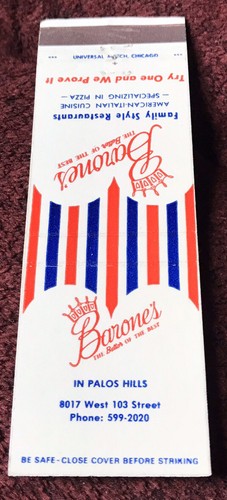 UNIVERSAL MATCH, CHICAGO
Try One and We Prove It
Family Style Restaurants
AMERICAN-ITALIAN CUISINE
— SPECIALIZING IN PIZZA —
Barone's
THE Better OF THE BEST
Barone's
THE Better OF THE BEST
IN PALOS HILLS
8017 West 103 Street
Phone: 599-2020
BE SAFE-CLOSE COVER BEFORE STRIKING